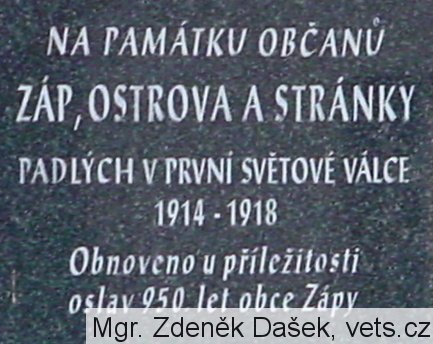 NA PAMÁTKU OBČANŮ
ZÁP, OSTROVA A STRÁNKY
PADLÝCH V PRVNÍ SVĚTOVÉ VÁLCE
1914 - 1918
Obnoveno u příležitosti
oslav 950. let obce Zápy
Mgr. Zdeněk Dašek, vets.cz